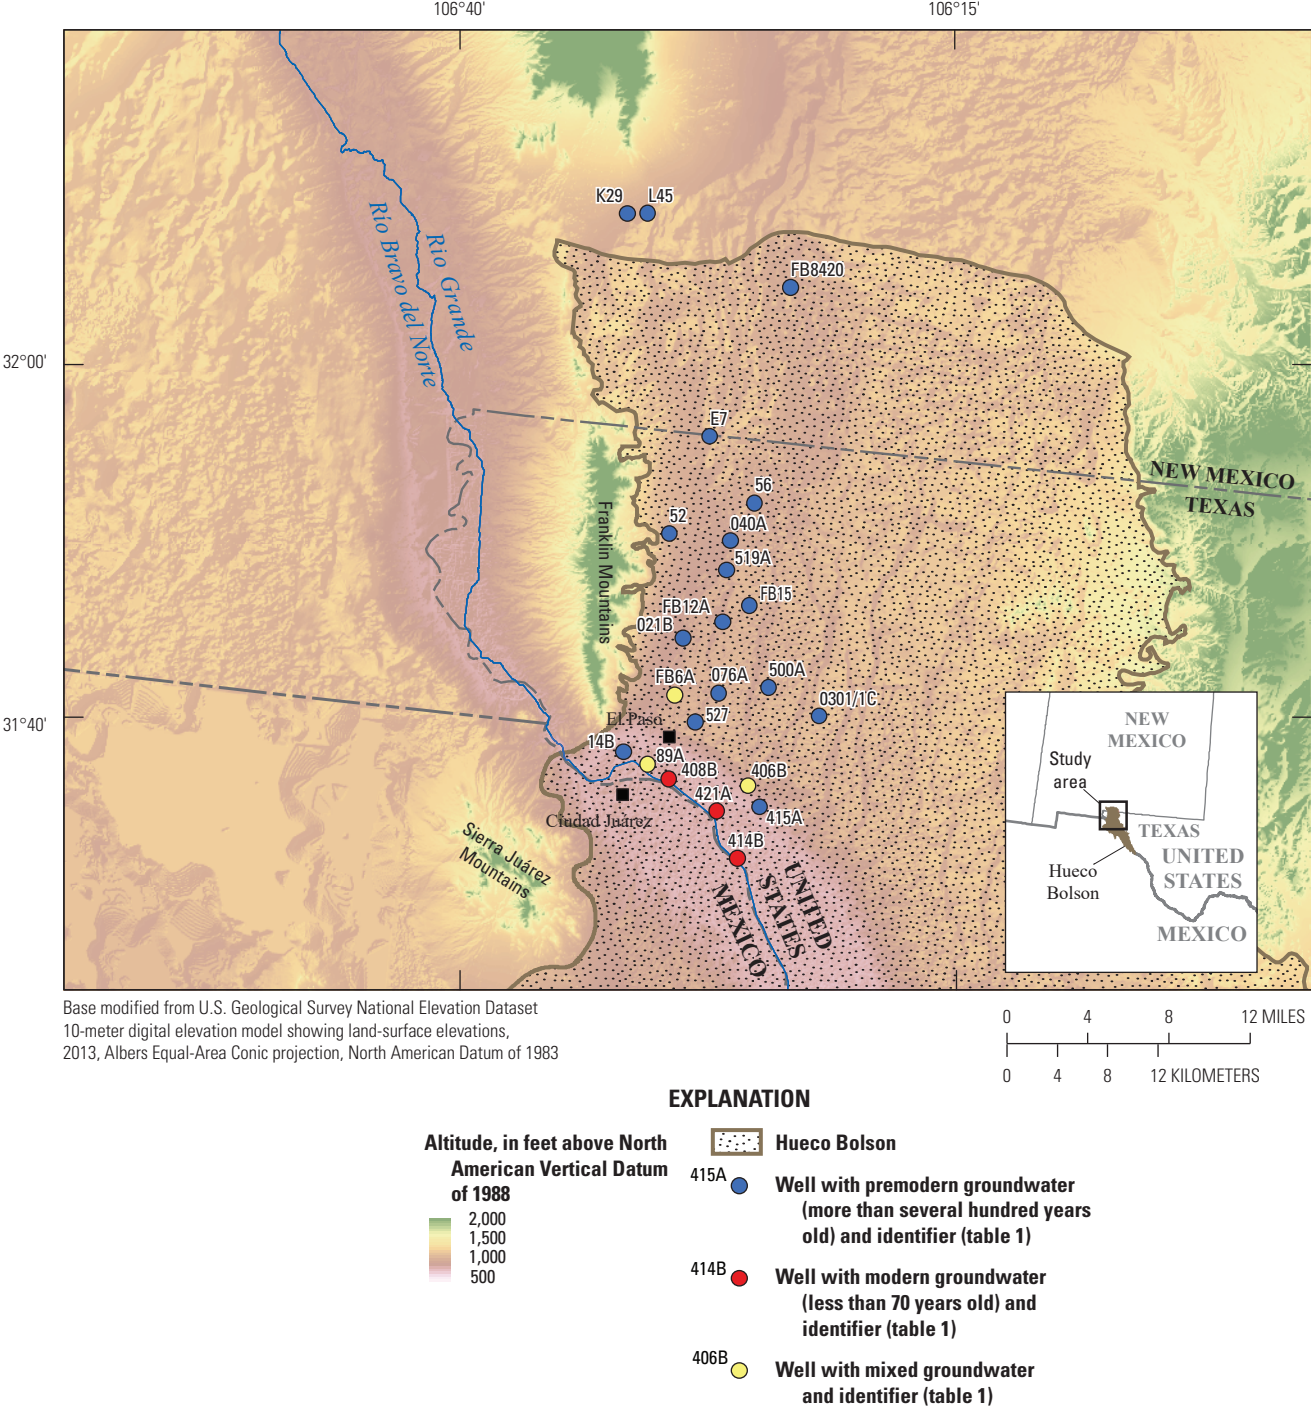 106°40'
106°15'
K29
L45
FB8420
Rio Grande
Río Bravo del Norte
32°00'
E7
NEW MEXICO
TEXAS
56
52
040A
519A
Franklin Mountains
FB15
FB12A
021B
FB6A
076A
500A
0301/1C
527
El Paso
31°40'
14B
89A
408B
406B
421A
415A
Ciudad Juárez
414B
Sierra Juárez
Mountains
UNITED
STATES
MEXICO
NEW
MEXICO
Study
area
TEXAS
UNITED
STATES
Hueco
Bolson
MEXICO
Base modified from U.S. Geological Survey National Elevation Dataset
10-meter digital elevation model showing land-surface elevations,
2013, Albers Equal-Area Conic projection, North American Datum of 1983
0 4 8 12 MILES
0 4 8 12 KILOMETERS
EXPLANATION
Altitude, in feet above North
American Vertical Datum
of 1988
2,000
1,500
1,000
500
Hueco Bolson
415A
Well with premodern groundwater
(more than several hundred years
old) and identifier (table 1)
414B
Well with modern groundwater
(less than 70 years old) and
identifier (table 1)
406B
Well with mixed groundwater
and identifier (table 1)